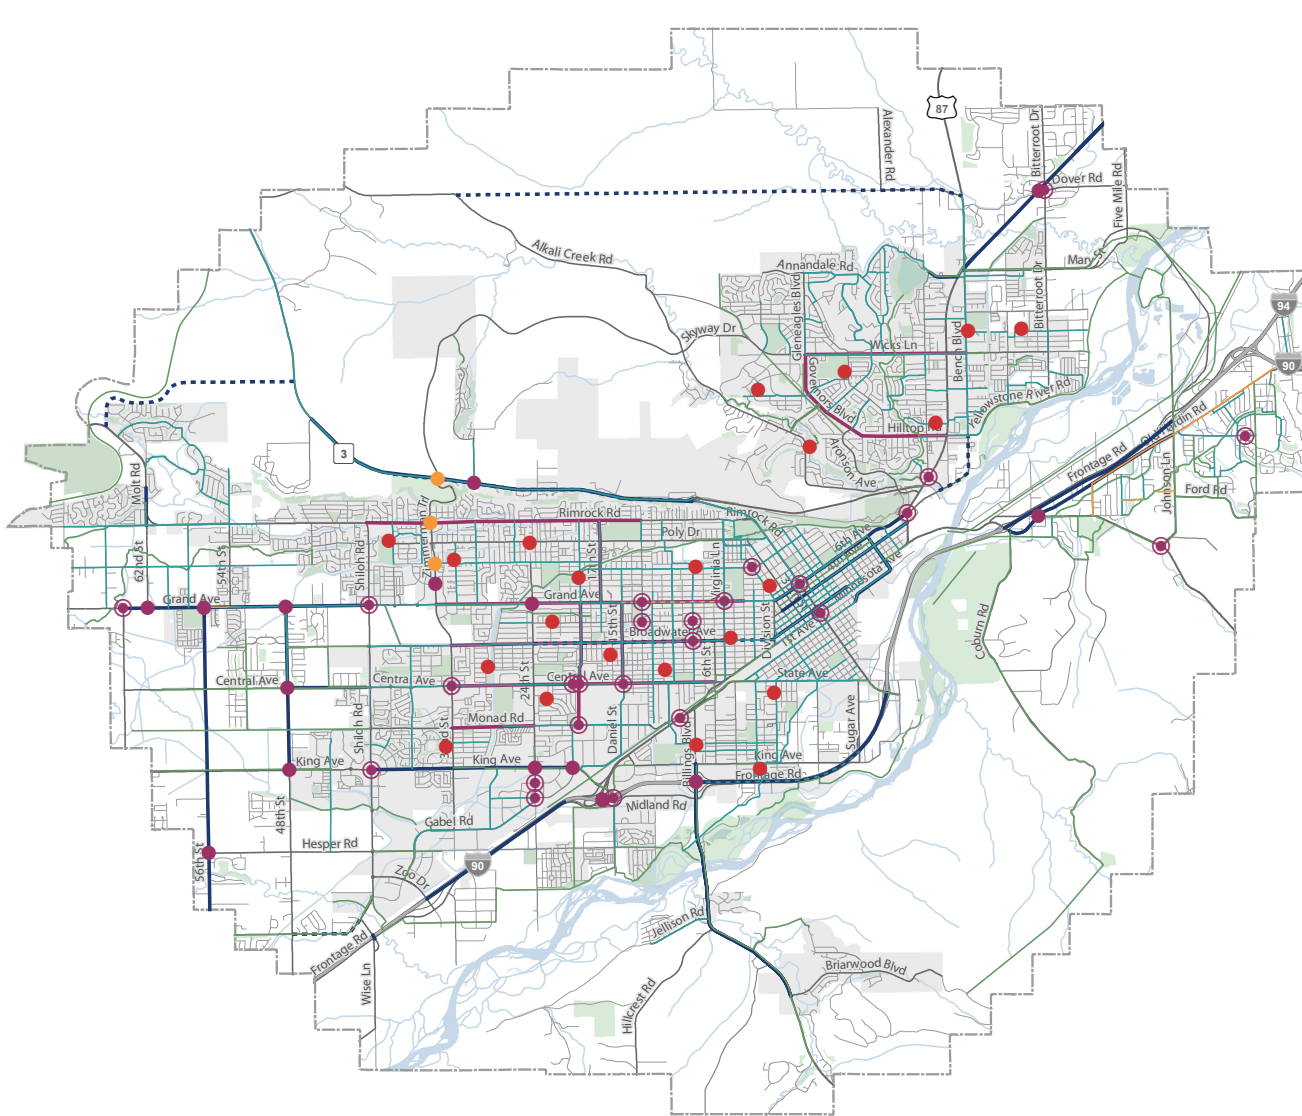 87
Alexander Rd
Bitterroot Dr
Dover Rd
Five Mile Rd
Alkali Creek Rd
Annandale Rd
Mary St
Bitterroot Dr
94
Skyway Dr
Gleneagles Blvd
Wicks Ln
Bench Blvd
90
Governors Blvd
Yellowstone River Rd
Hilltop Rd
Old Hardin Rd
3
Aronson Ave
Frontage Rd
Molt Rd
Johnson Ln
Ford Rd
Rimrock Rd
Rimrock Rd
Poly Dr
6th Ave
4th Ave
Minnesota Ave
62nd St
54th St
Shiloh Rd
17th St
Virginia Ln
Grand Ave
Grand Ave
15th St
Broadwater Ave
Division St
1st Ave
Coburn Rd
Central Ave
Central Ave
Central Ave
24th St
6th St
State Ave
Shiloh Rd
Monad Rd
Daniel St
Sugar Ave
King Ave
King Ave
King Ave
Billings Blvd
Frontage Rd
48th St
Midland Rd
Gabel Rd
Hesper Rd
56th St
90
Zoo Dr
Jellison Rd
Frontage Rd
Wise Ln
Briarwood Blvd
Hillcrest Rd